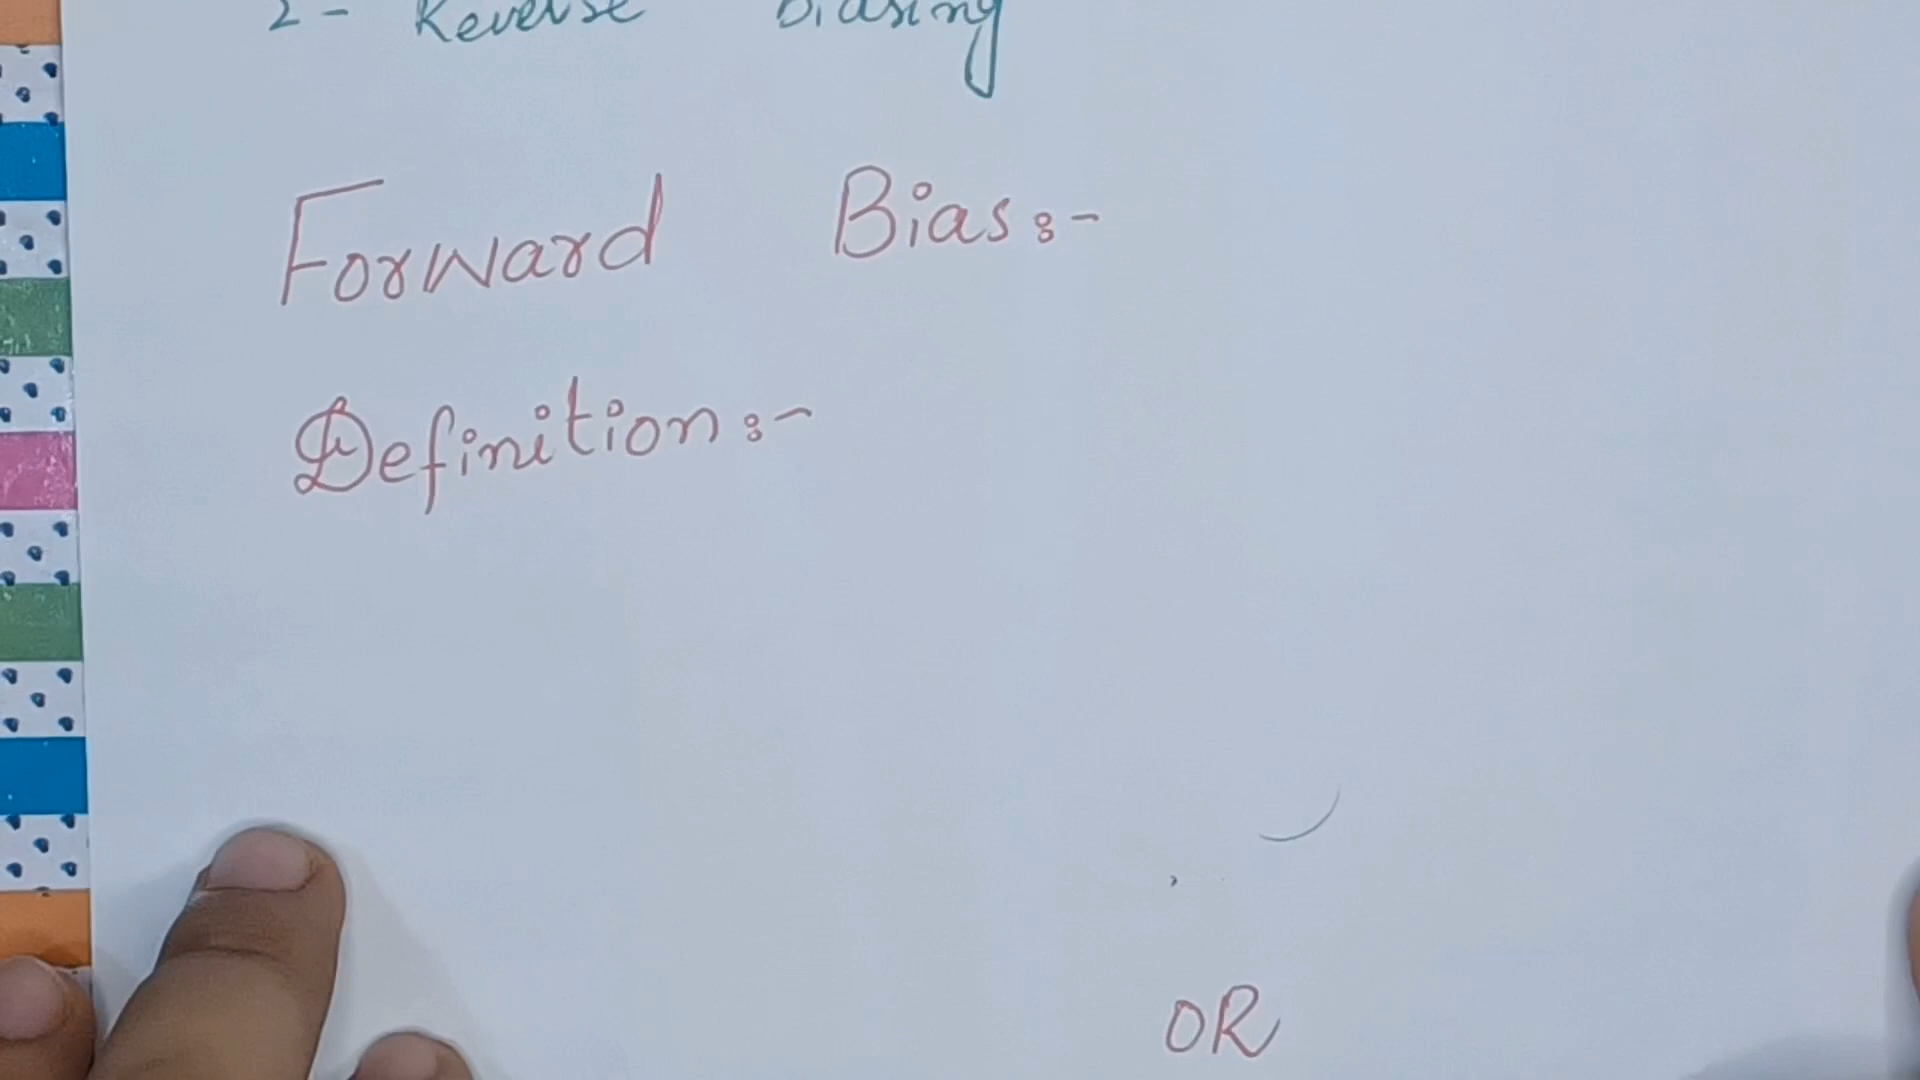 2- Reverse Biasing
Forward Bias:-
Definition:-
OR